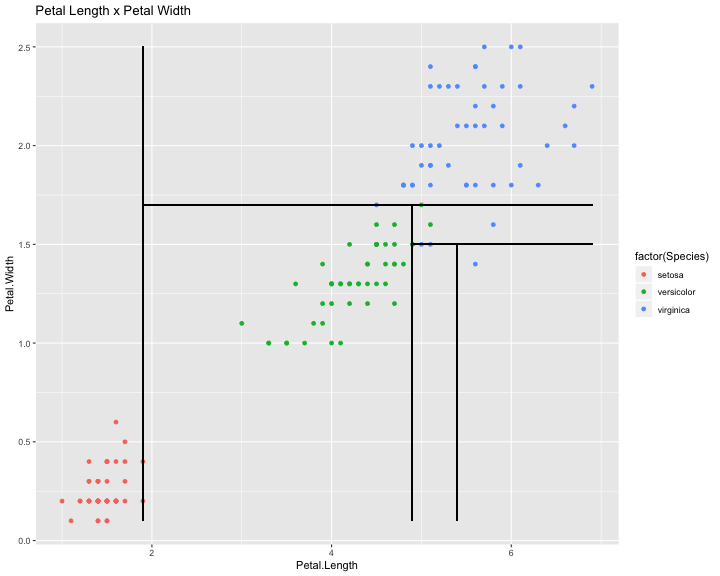 Petal Length x Petal Width
Petal.Width
2.5
2.0
1.5
1.0
0.5
0.0
2
4
6
Petal.Length
factor(Species)
setosa
versicolor
virginica